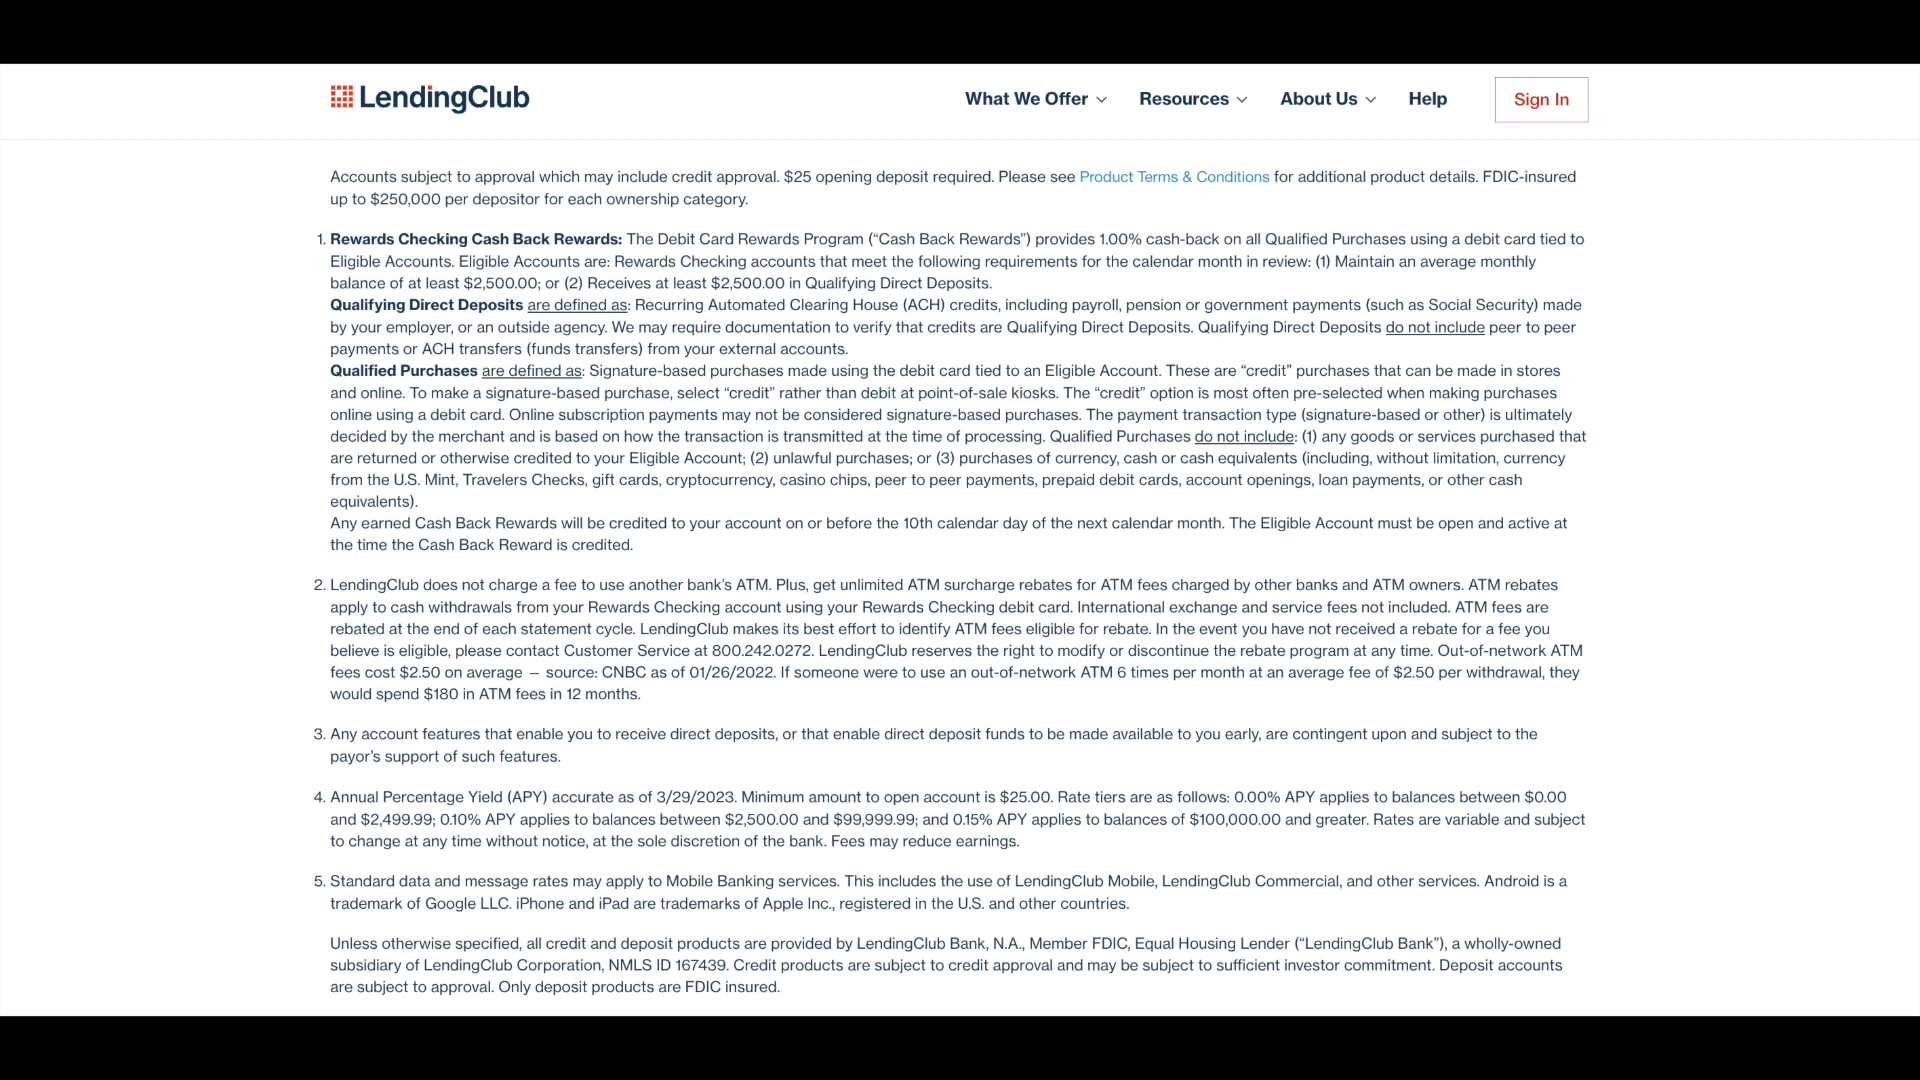 LendingClub
What We Offer
Resources
About Us
Help
Sign In
Accounts subject to approval which may include credit approval. $25 opening deposit required. Please see Product Terms & Conditions for additional product details. FDIC-insured
up to $250,000 per depositor for each ownership category.
1. Rewards Checking Cash Back Rewards: The Debit Card Rewards Program (“Cash Back Rewards”) provides 1.00% cash-back on all Qualified Purchases using a debit card tied to
Eligible Accounts. Eligible Accounts are: Rewards Checking accounts that meet the following requirements for the calendar month in review: (1) Maintain an average monthly
balance of at least $2,500.00; or (2) Receives at least $2,500.00 in Qualifying Direct Deposits.
Qualifying Direct Deposits are defined as: Recurring Automated Clearing House (ACH) credits, including payroll, pension or government payments (such as Social Security) made
by your employer, or an outside agency. We may require documentation to verify that credits are Qualifying Direct Deposits. Qualifying Direct Deposits do not include peer to peer
payments or ACH transfers (funds transfers) from your external accounts.
Qualified Purchases are defined as: Signature-based purchases made using the debit card tied to an Eligible Account. These are “credit” purchases that can be made in stores
and online. To make a signature-based purchase, select “credit” rather than debit at point-of-sale kiosks. The “credit” option is most often pre-selected when making purchases
online using a debit card. Online subscription payments may not be considered signature-based purchases. The payment transaction type (signature-based or other) is ultimately
decided by the merchant and is based on how the transaction is transmitted at the time of processing. Qualified Purchases do not include: (1) any goods or services purchased that
are returned or otherwise credited to your Eligible Account; (2) unlawful purchases; or (3) purchases of currency, cash or cash equivalents (including, without limitation, currency
from the U.S. Mint, Travelers Checks, gift cards, cryptocurrency, casino chips, peer to peer payments, prepaid debit cards, account openings, loan payments, or other cash
equivalents).
Any earned Cash Back Rewards will be credited to your account on or before the 10th calendar day of the next calendar month. The Eligible Account must be open and active at
the time the Cash Back Reward is credited.
2. LendingClub does not charge a fee to use another bank’s ATM. Plus, get unlimited ATM surcharge rebates for ATM fees charged by other banks and ATM owners. ATM rebates
apply to cash withdrawals from your Rewards Checking account using your Rewards Checking debit card. International exchange and service fees not included. ATM fees are
rebated at the end of each statement cycle. LendingClub makes its best effort to identify ATM fees eligible for rebate. In the event you have not received a rebate for a fee you
believe is eligible, please contact Customer Service at 800.242.0272. LendingClub reserves the right to modify or discontinue the rebate program at any time. Out-of-network ATM
fees cost $2.50 on average – source: CNBC as of 01/26/2022. If someone were to use an out-of-network ATM 6 times per month at an average fee of $2.50 per withdrawal, they
would spend $180 in ATM fees in 12 months.
3. Any account features that enable you to receive direct deposits, or that enable direct deposit funds to be made available to you early, are contingent upon and subject to the
payor’s support of such features.
4. Annual Percentage Yield (APY) accurate as of 3/29/2023. Minimum amount to open account is $25.00. Rate tiers are as follows: 0.00% APY applies to balances between $0.00
and $2,499.99; 0.10% APY applies to balances between $2,500.00 and $99,999.99; and 0.15% APY applies to balances of $100,000.00 and greater. Rates are variable and subject
to change at any time without notice, at the sole discretion of the bank. Fees may reduce earnings.
5. Standard data and message rates may apply to Mobile Banking services. This includes the use of LendingClub Mobile, LendingClub Commercial, and other services. Android is a
trademark of Google LLC. iPhone and iPad are trademarks of Apple Inc., registered in the U.S. and other countries.
Unless otherwise specified, all credit and deposit products are provided by LendingClub Bank, N.A., Member FDIC, Equal Housing Lender (“LendingClub Bank”), a wholly-owned
subsidiary of LendingClub Corporation, NMLS ID 167439. Credit products are subject to credit approval and may be subject to sufficient investor commitment. Deposit accounts
are subject to approval. Only deposit products are FDIC insured.